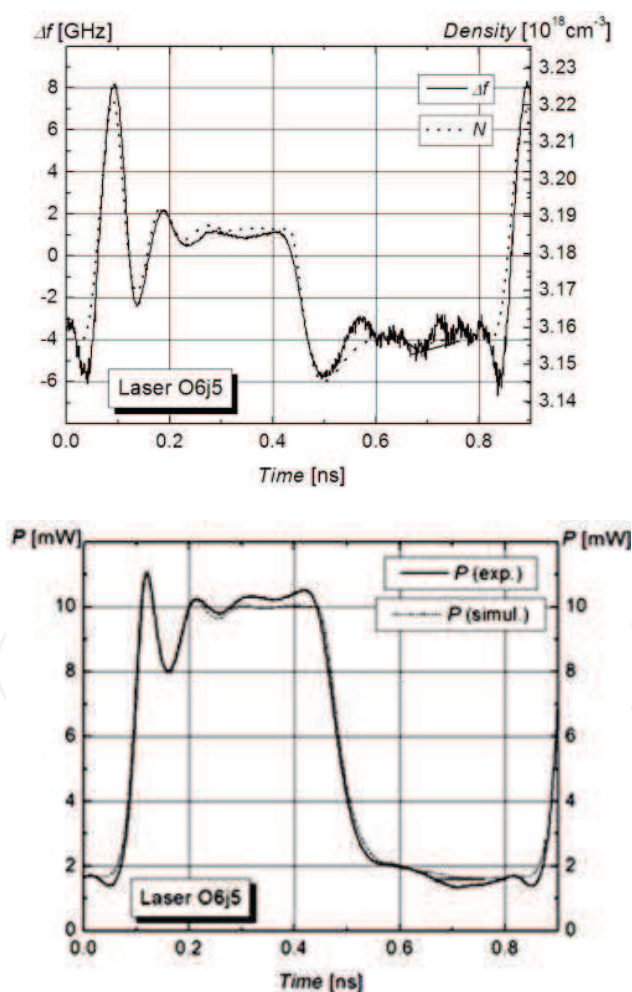 Δf [GHz] Density [10¹⁸cm⁻³]
8
6
4
2
0
-2
-4
-6
Δf
N
3.23
3.22
3.21
3.20
3.19
3.18
3.17
3.16
3.15
3.14
Laser O6j5
0.0 0.2 0.4 0.6 0.8
Time [ns]
P [mW] P [mW]
10
8
6
4
2
0
P (exp.)
P (simul.)
10
8
6
4
2
0
Laser O6j5
0.0 0.2 0.4 0.6 0.8
Time [ns]